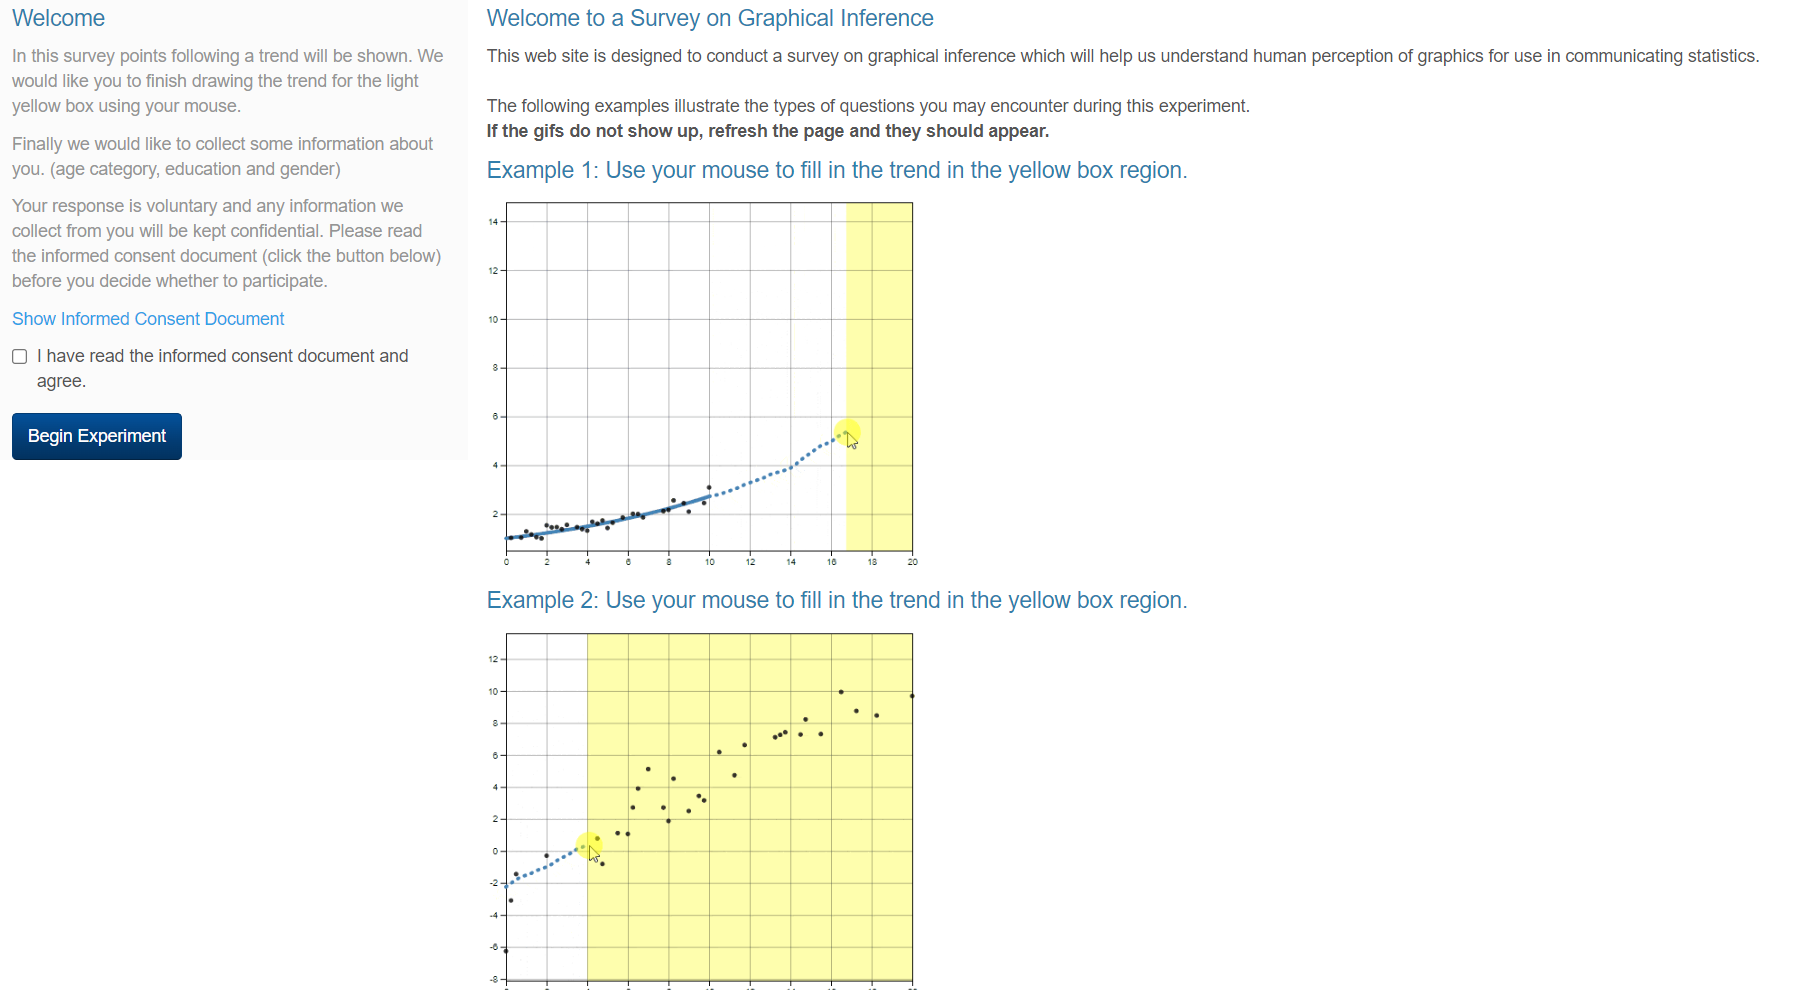 Welcome
In this survey points following a trend will be shown. We
would like you to finish drawing the trend for the light
yellow box using your mouse.
Finally we would like to collect some information about
you. (age category, education and gender)
Your response is voluntary and any information we
collect from you will be kept confidential. Please read
the informed consent document (click the button below)
before you decide whether to participate.
Show Informed Consent Document
I have read the informed consent document and
agree.
Begin Experiment
Welcome to a Survey on Graphical Inference
This web site is designed to conduct a survey on graphical inference which will help us understand human perception of graphics for use in communicating statistics.
The following examples illustrate the types of questions you may encounter during this experiment.
If the gifs do not show up, refresh the page and they should appear.
Example 1: Use your mouse to fill in the trend in the yellow box region.
14
12
10
8
6
4
2
0 2 4 6 8 10 12 14 16 18 20
Example 2: Use your mouse to fill in the trend in the yellow box region.
12
10
8
6
4
2
0
-2
-4
-6
-8